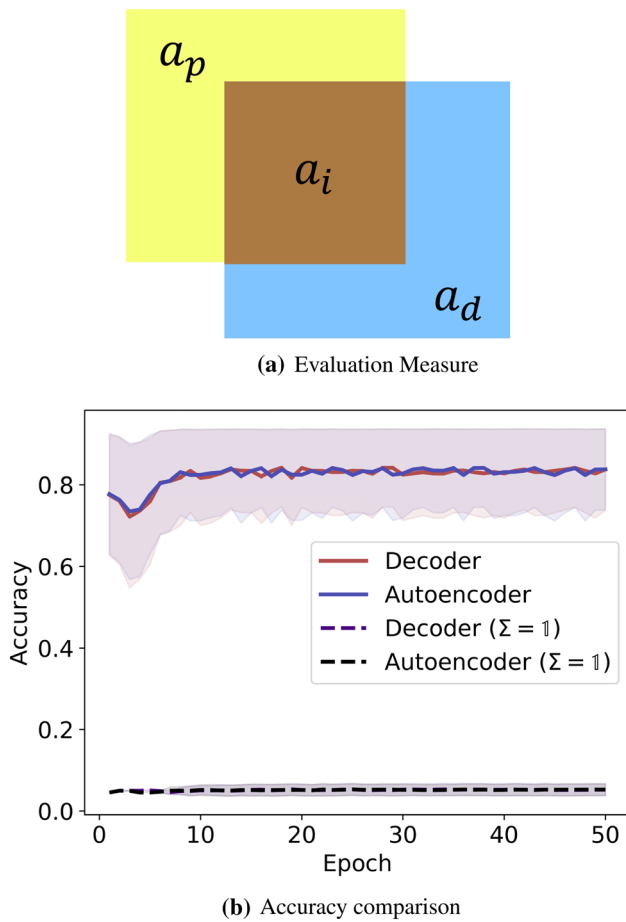 a_p
a_i
a_d
(a) Evaluation Measure
0.8
0.6
0.4
0.2
0.0
Accuracy
Decoder
Autoencoder
Decoder (Σ = 𝟙)
Autoencoder (Σ = 𝟙)
0 10 20 30 40 50
Epoch
(b) Accuracy comparison